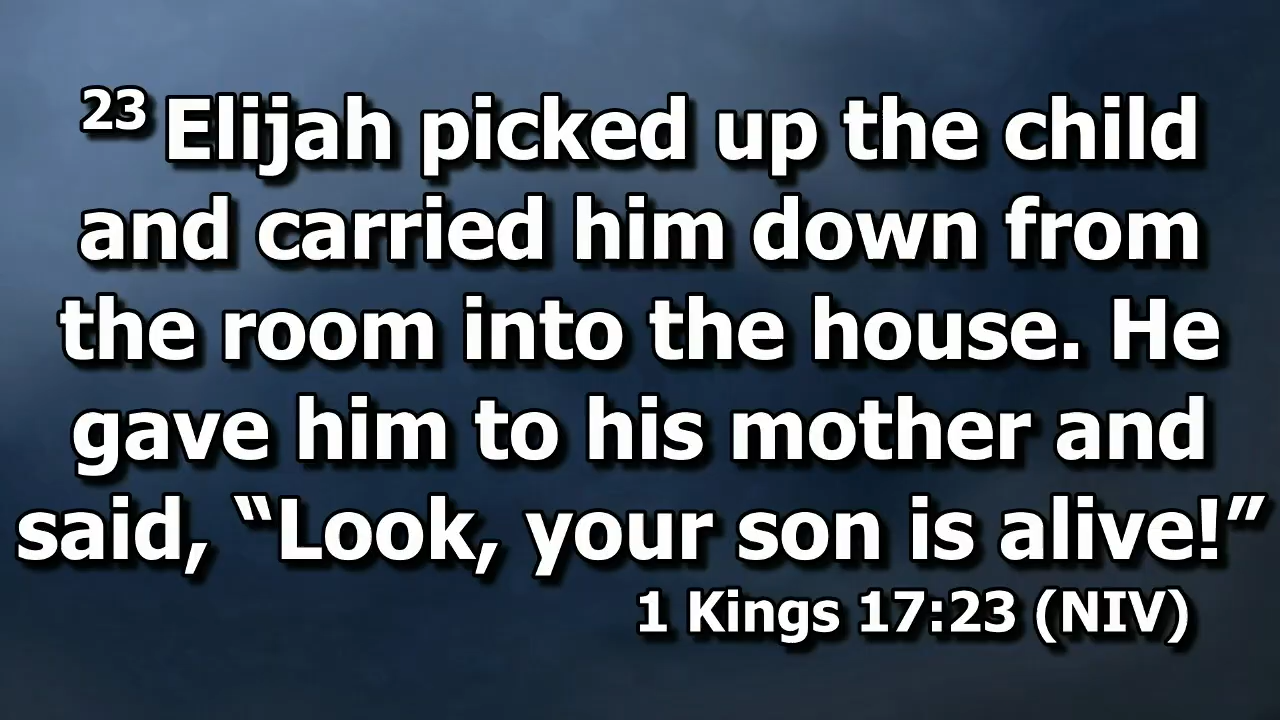 23 Elijah picked up the child
and carried him down from
the room into the house. He
gave him to his mother and
said, “Look, your son is alive!”
1 Kings 17:23 (NIV)